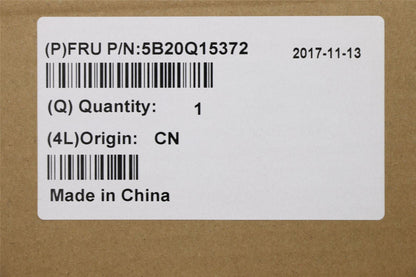 (P)FRU P/N:5B20Q15372
2017-11-13
(Q) Quantity: 1
(4L)Origin: CN
Made in China